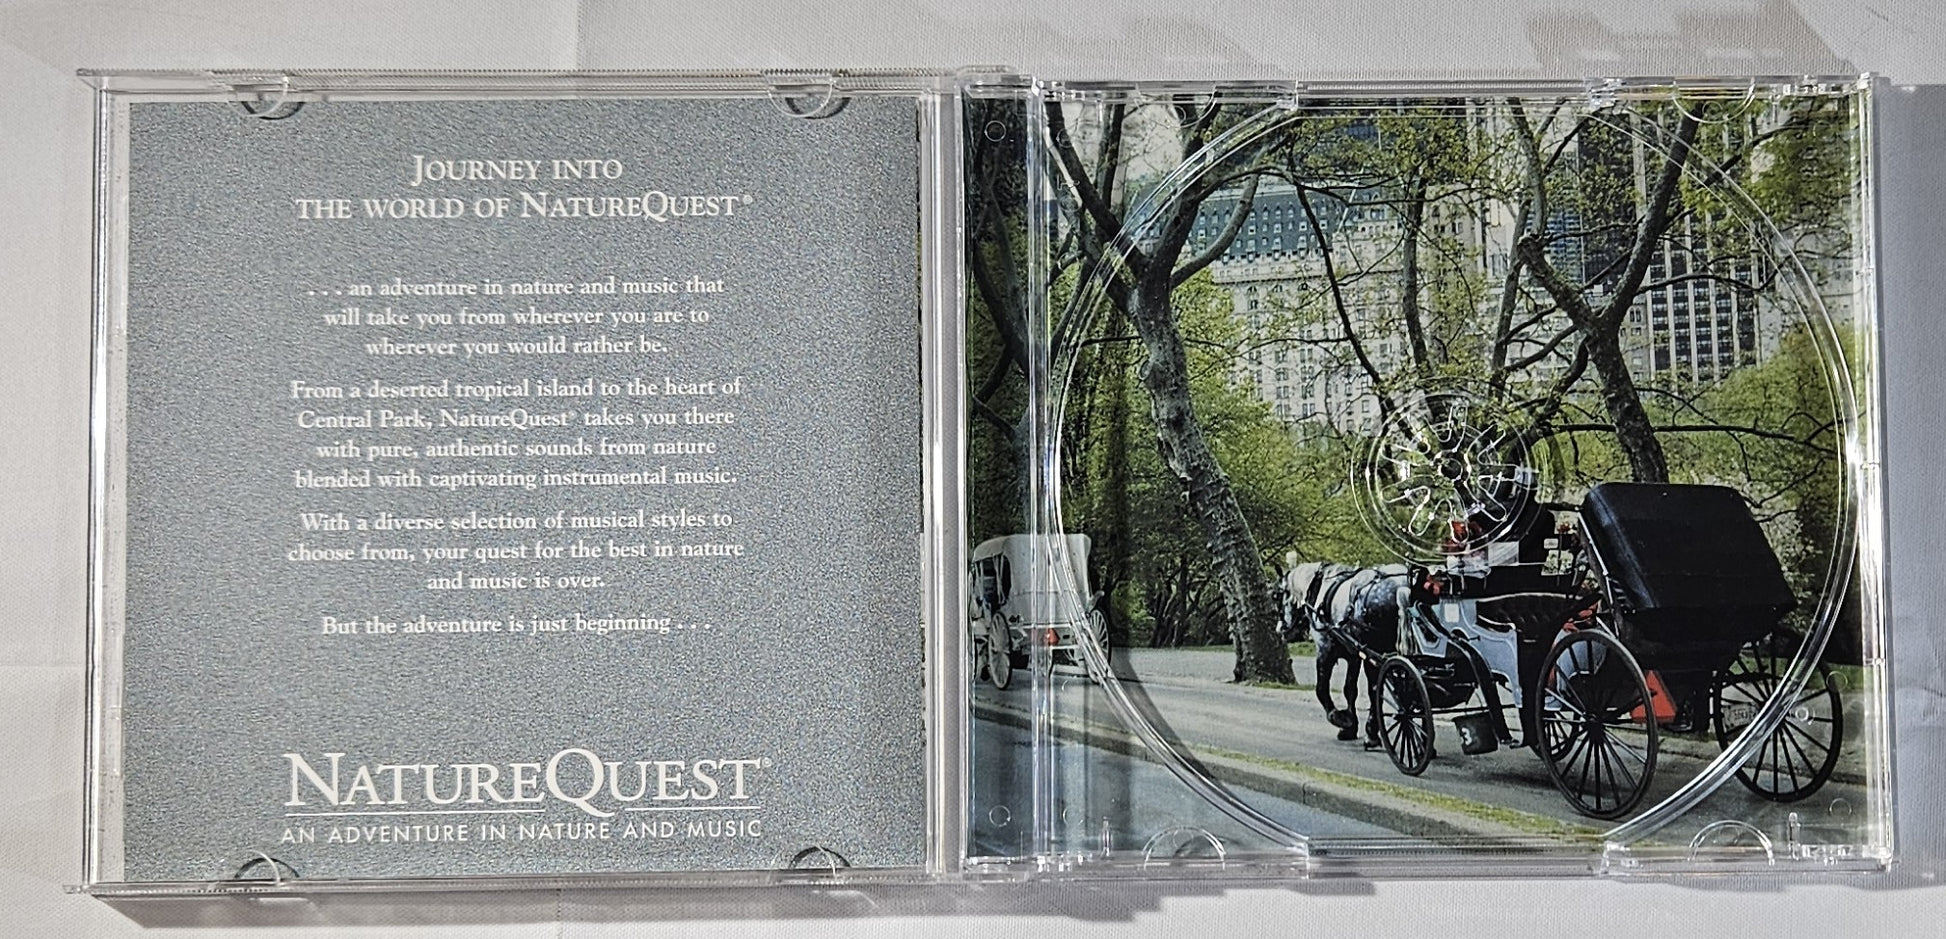 JOURNEY INTO
THE WORLD OF NATUREQUEST®
. . . an adventure in nature and music that
will take you from wherever you are to
wherever you would rather be.
From a deserted tropical island to the heart of
Central Park, NatureQuest® takes you there
with pure, authentic sounds from nature
blended with captivating instrumental music.
With a diverse selection of musical styles to
choose from, your quest for the best in nature
and music is over.
But the adventure is just beginning . . .
NATUREQUEST®
AN ADVENTURE IN NATURE AND MUSIC
3